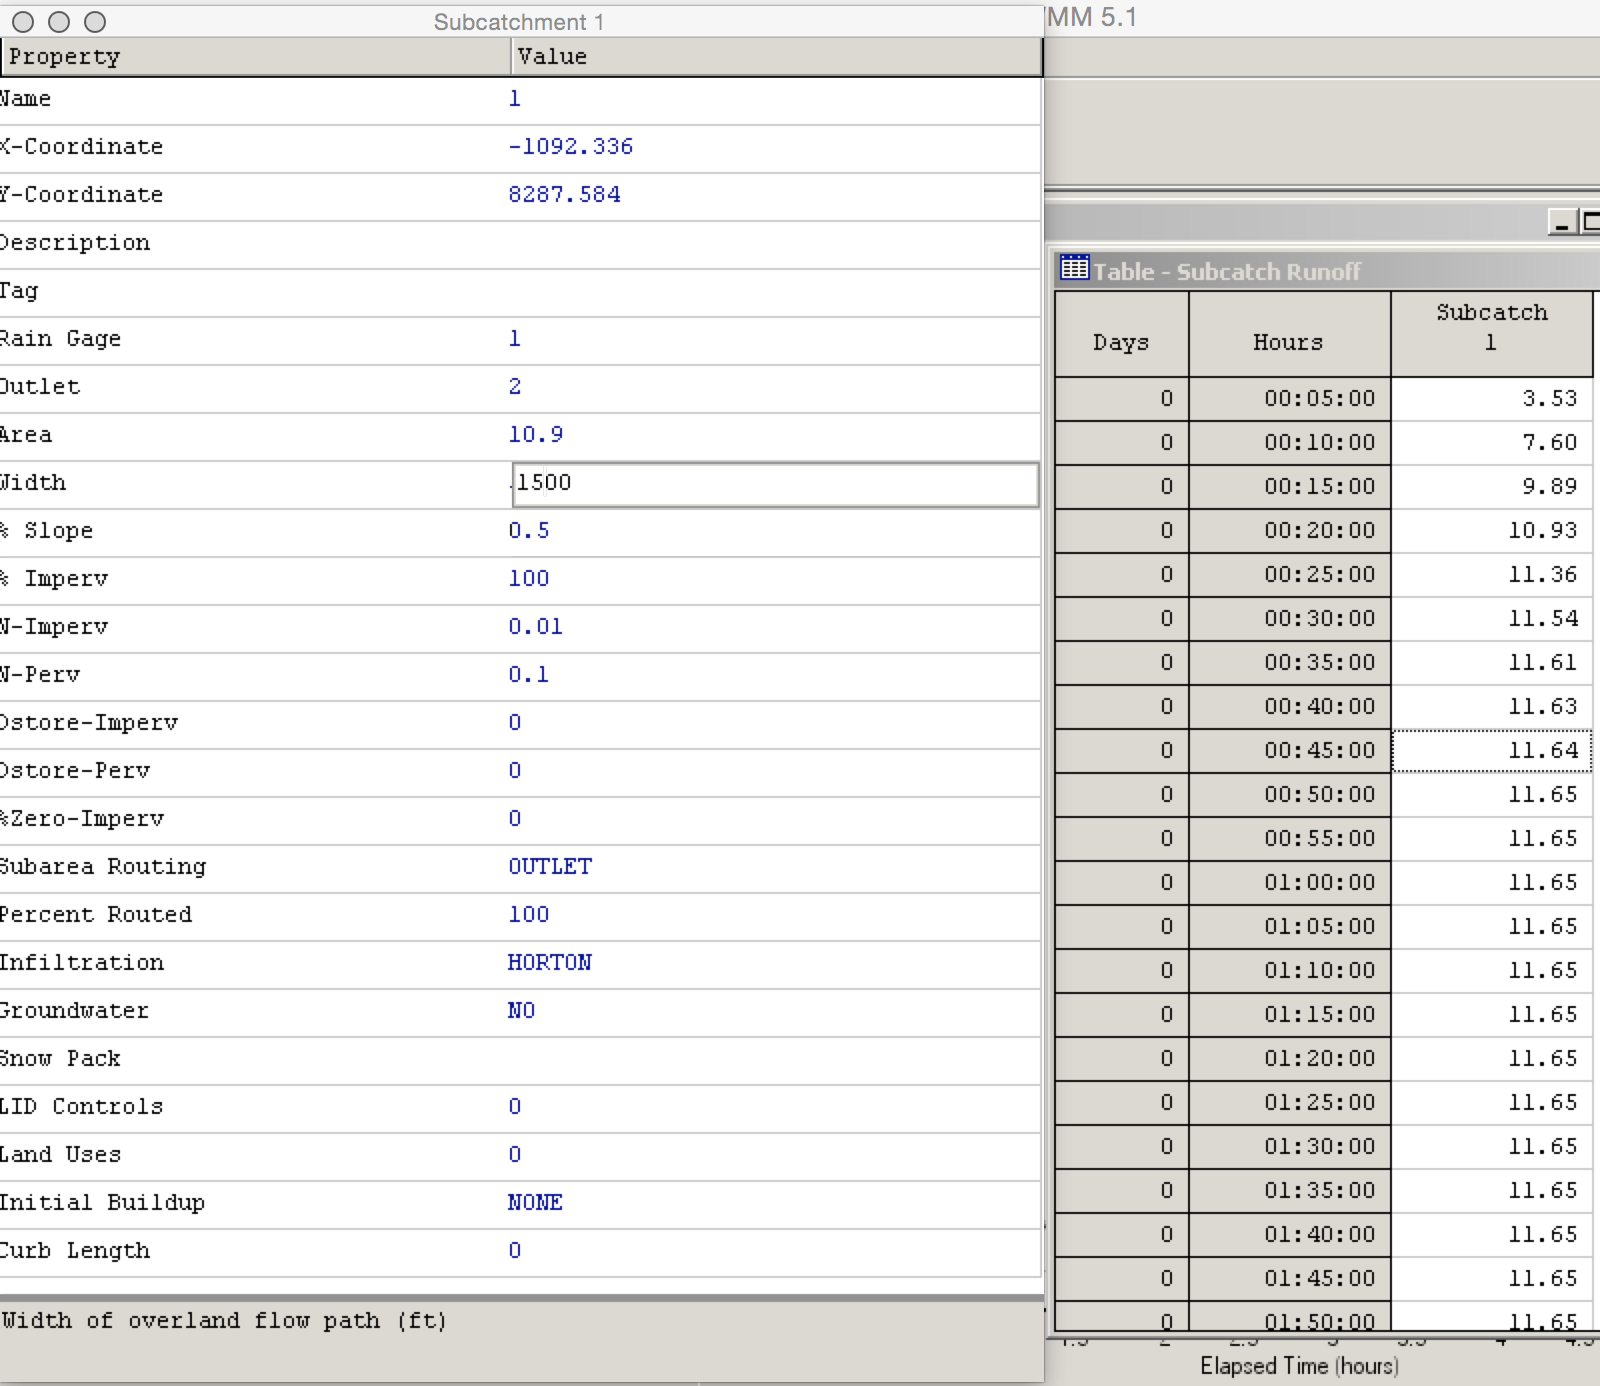 Subcatchment 1
Property Value
Name 1
X-Coordinate -1092.336
Y-Coordinate 8287.584
Description
Tag
Rain Gage 1
Outlet 2
Area 10.9
Width 1500
% Slope 0.5
% Imperv 100
N-Imperv 0.01
N-Perv 0.1
Dstore-Imperv 0
Dstore-Perv 0
%Zero-Imperv 0
Subarea Routing OUTLET
Percent Routed 100
Infiltration HORTON
Groundwater NO
Snow Pack
LID Controls 0
Land Uses 0
Initial Buildup NONE
Curb Length 0
Width of overland flow path (ft)
MM 5.1
Table - Subcatch Runoff
Days Hours Subcatch 1
0 00:05:00 3.53
0 00:10:00 7.60
0 00:15:00 9.89
0 00:20:00 10.93
0 00:25:00 11.36
0 00:30:00 11.54
0 00:35:00 11.61
0 00:40:00 11.63
0 00:45:00 11.64
0 00:50:00 11.65
0 00:55:00 11.65
0 01:00:00 11.65
0 01:05:00 11.65
0 01:10:00 11.65
0 01:15:00 11.65
0 01:20:00 11.65
0 01:25:00 11.65
0 01:30:00 11.65
0 01:35:00 11.65
0 01:40:00 11.65
0 01:45:00 11.65
0 01:50:00 11.65
Elapsed Time (hours)